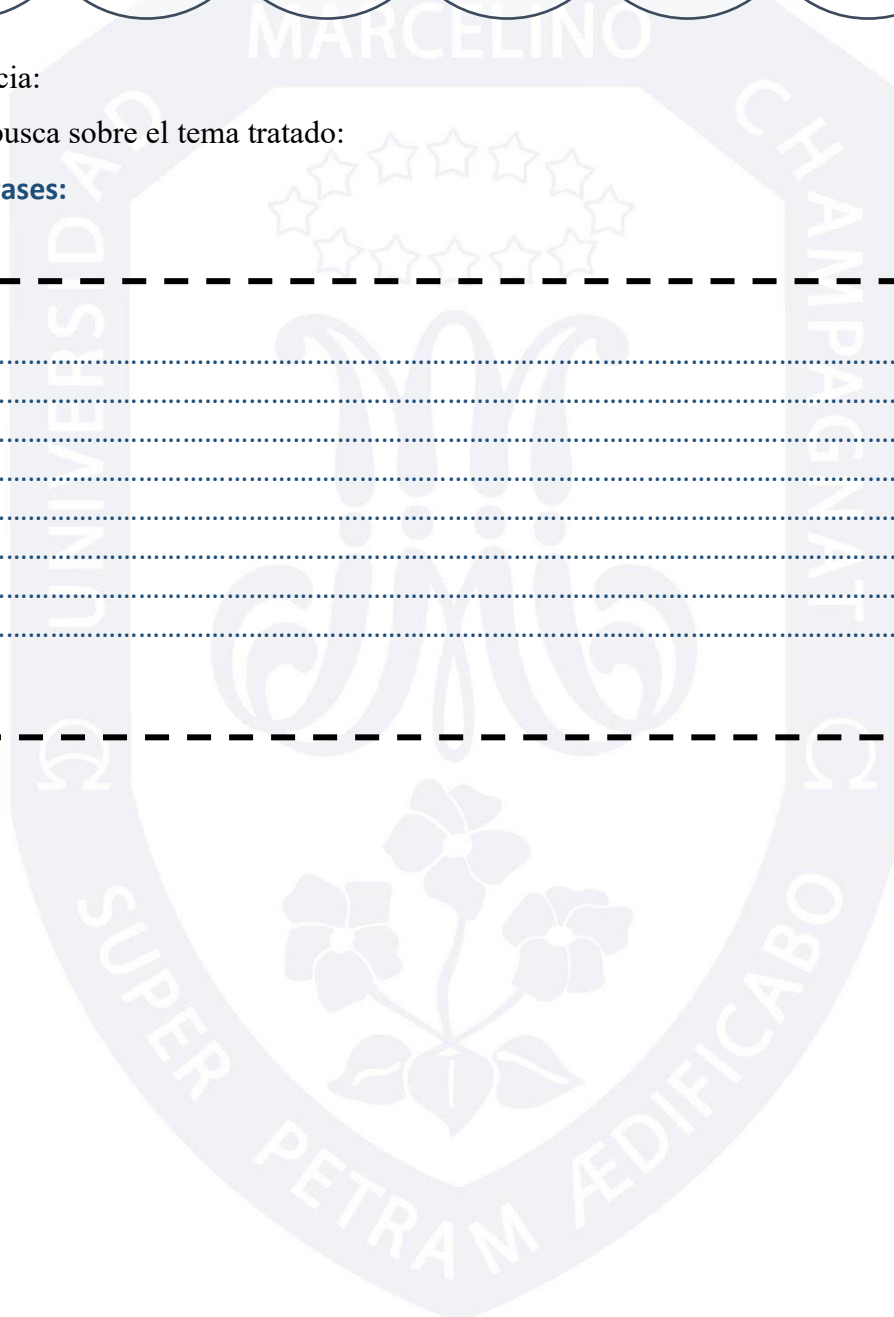 MARCELINO
CHAMPAGNAT
UNIVERSIDAD
cia:
busca sobre el tema tratado:
ases:
SUPER PETRAM ÆDIFICABO